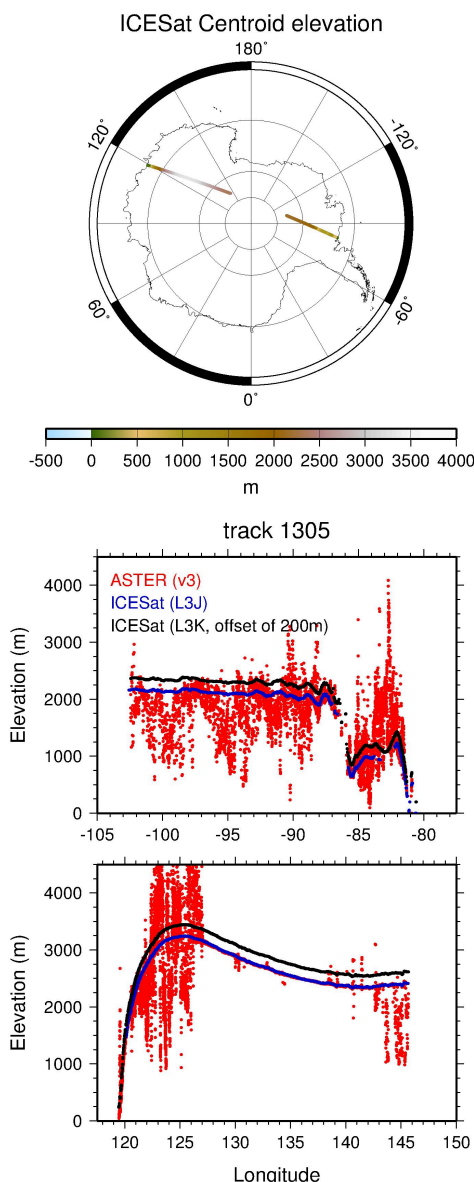 ICESat Centroid elevation
180˚
120˚
-120˚
60˚
-60˚
0˚
-500 0 500 1000 1500 2000 2500 3000 3500 4000
m
track 1305
Elevation (m)
4000
3000
2000
1000
0
ASTER (v3)
ICESat (L3J)
ICESat (L3K, offset of 200m)
-105 -100 -95 -90 -85 -80
Elevation (m)
4000
3000
2000
1000
0
120 125 130 135 140 145 150
Longitude